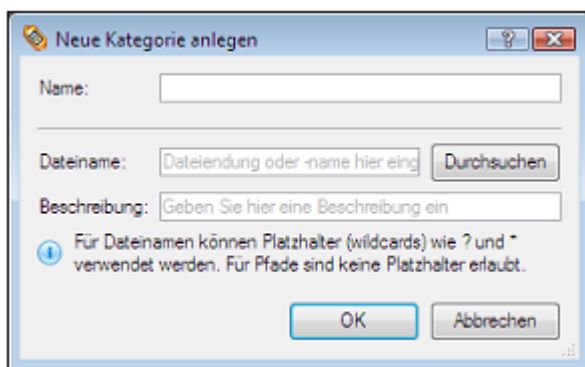 Neue Kategorie anlegen
Name:
Dateiname: Dateiendung oder -name hier eing Durchsuchen
Beschreibung: Geben Sie hier eine Beschreibung ein
Für Dateinamen können Platzhalter (wildcards) wie ? und *
verwendet werden. Für Pfade sind keine Platzhalter erlaubt.
OK Abbrechen